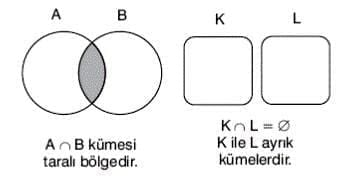 A B K L
A ∩ B kümesi
taralı bölgedir.
K ∩ L = ∅
K ile L ayrık
kümelerdir.